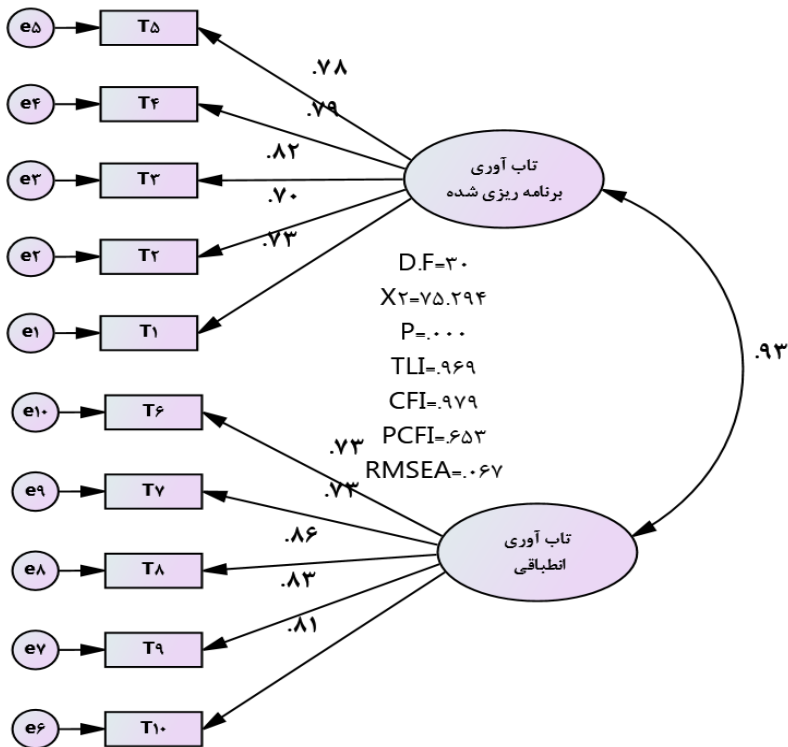 e۵
T۵
.۷۸
e۴
T۴
.۷۹
e۳
T۳
.۸۲
تاب آوری
برنامه ریزی شده
e۲
T۲
.۷۰
e۱
T۱
.۷۳
D.F=۳۰
X۲=۷۵.۲۹۴
P=.۰۰۰
TLI=.۹۶۹
CFI=.۹۷۹
PCFI=.۶۵۳
RMSEA=.۰۶۷
.۹۳
e۱۰
T۶
.۷۳
e۹
T۷
.۷۳
e۸
T۸
.۸۶
تاب آوری
انطباقی
e۷
T۹
.۸۳
e۶
T۱۰
.۸۱